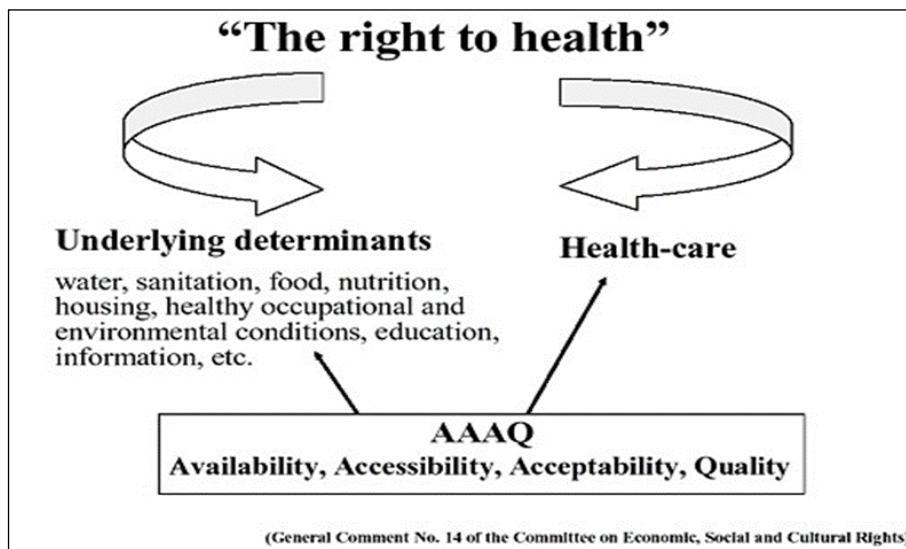 “The right to health”
Underlying determinants
water, sanitation, food, nutrition,
housing, healthy occupational and
environmental conditions, education,
information, etc.
Health-care
AAAQ
Availability, Accessibility, Acceptability, Quality
(General Comment No. 14 of the Committee on Economic, Social and Cultural Rights)